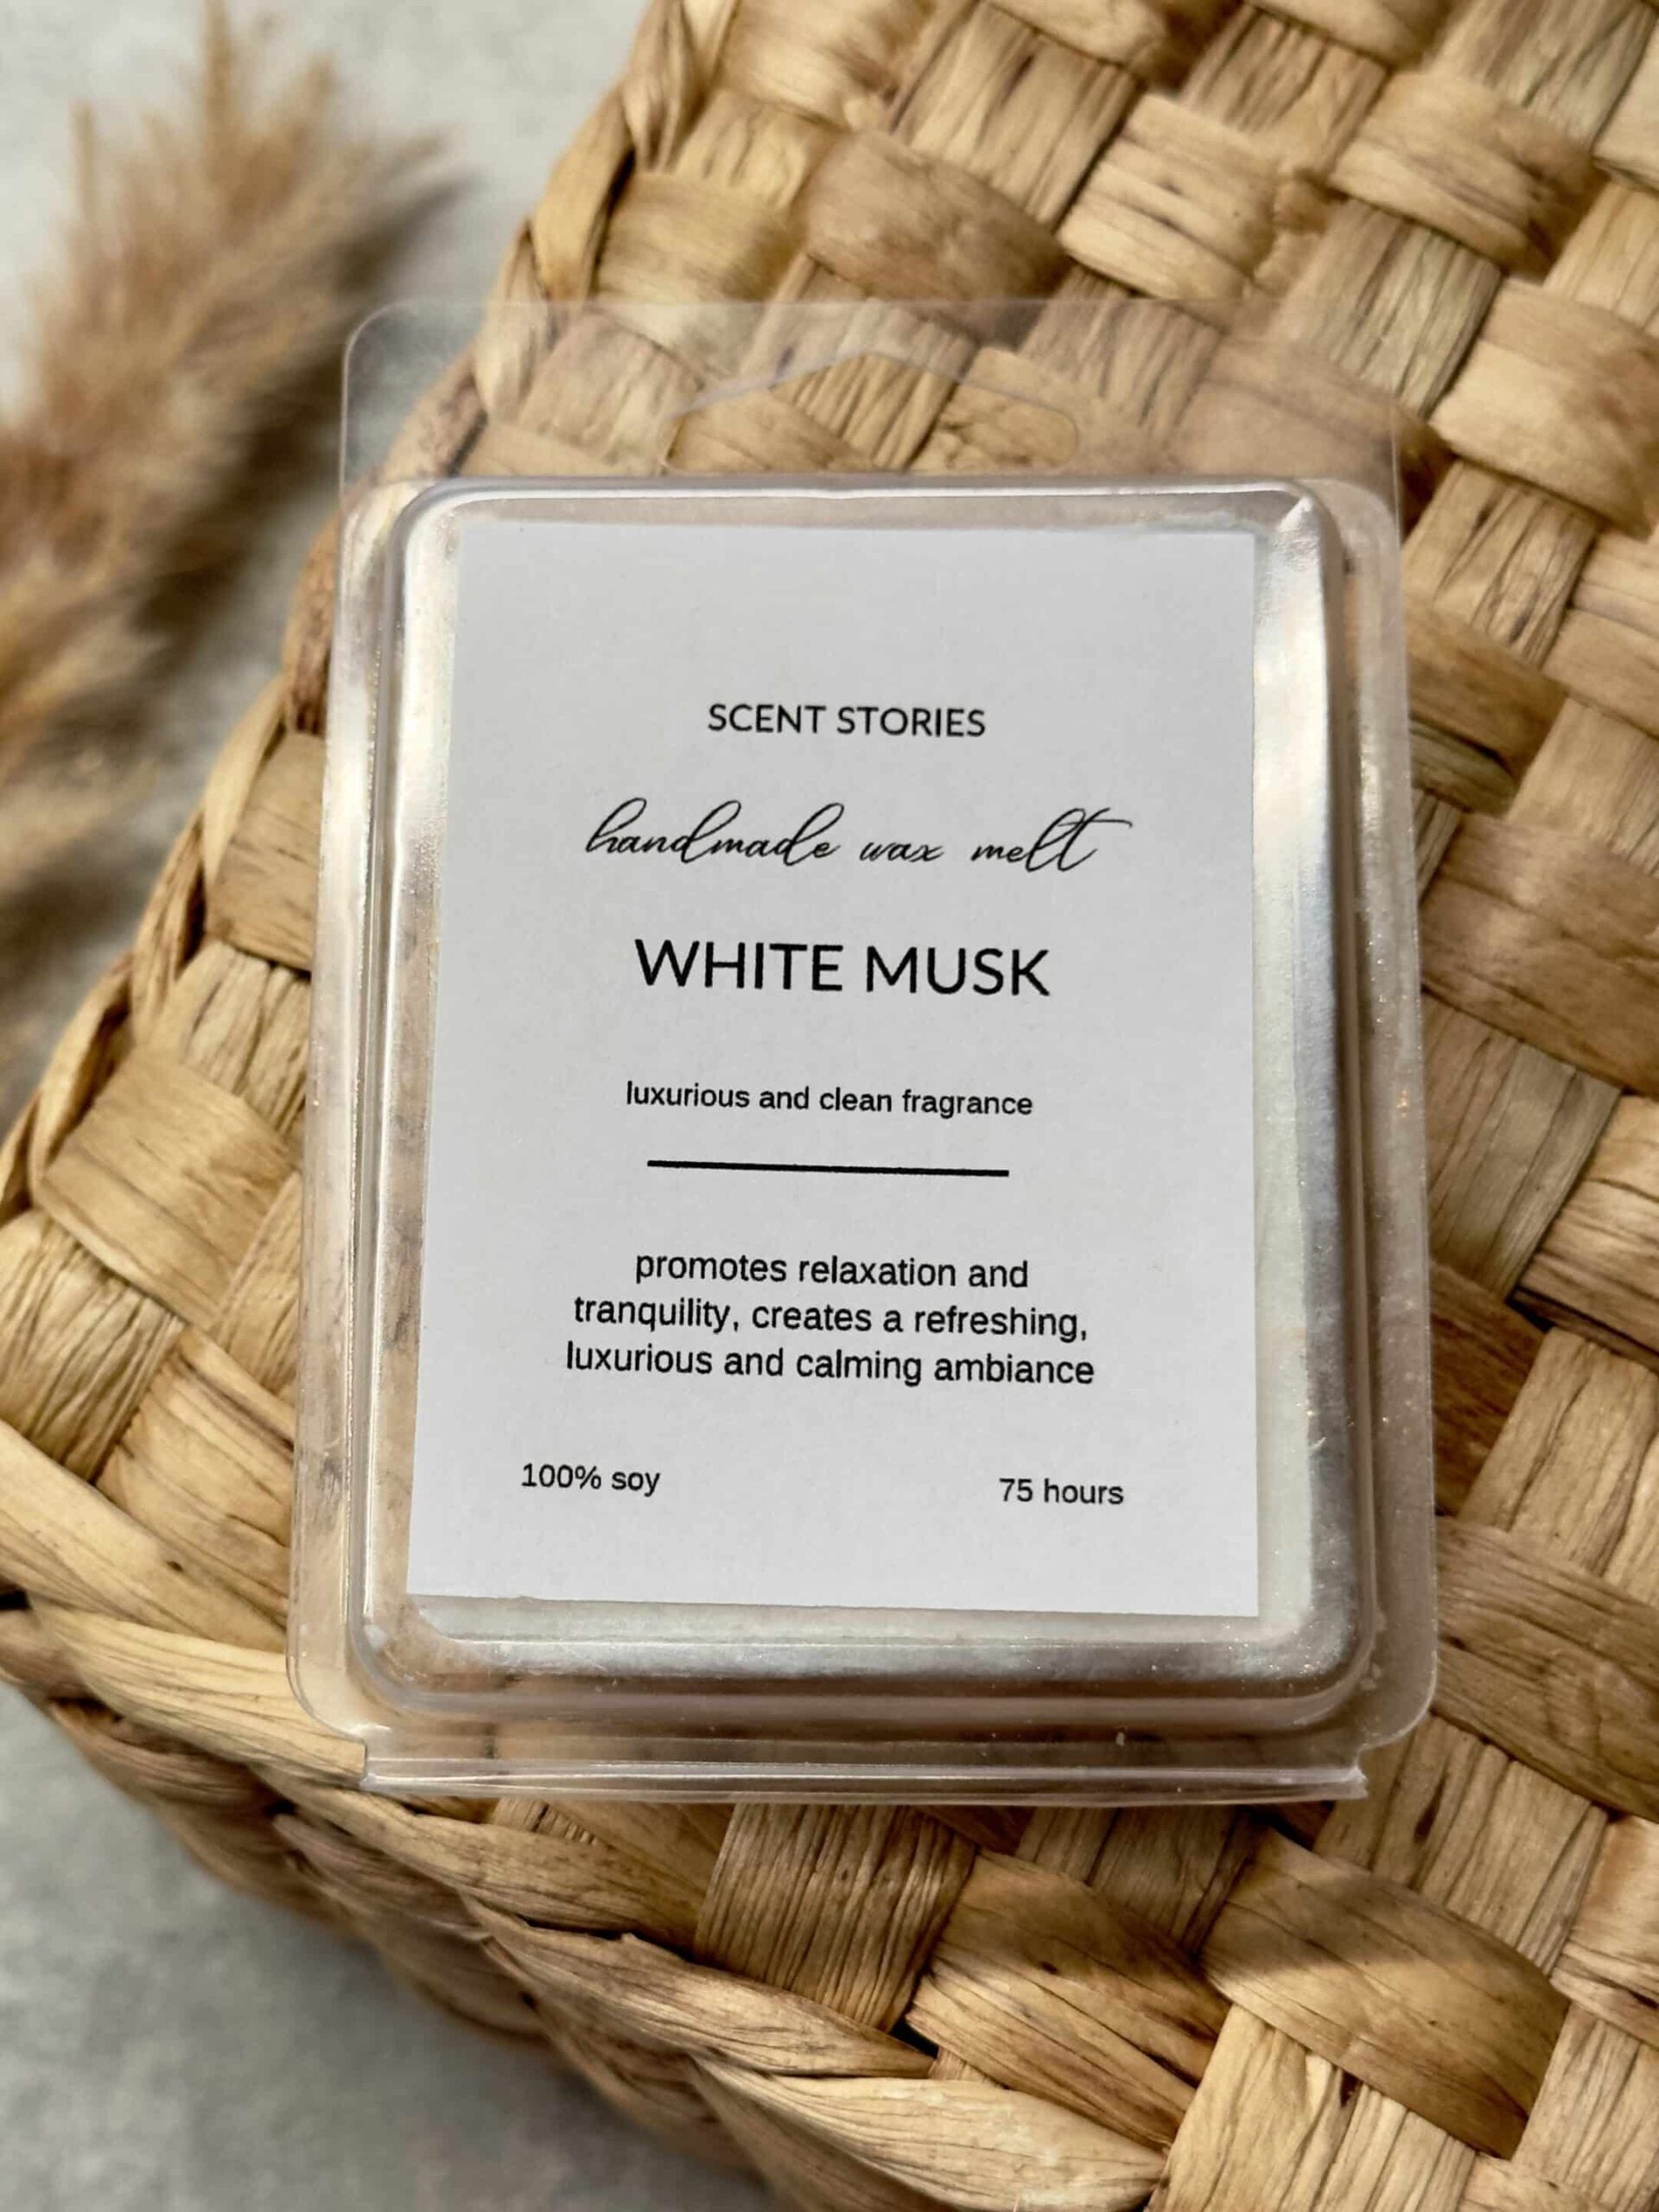 SCENT STORIES
handmade wax melt
WHITE MUSK
luxurious and clean fragrance
promotes relaxation and
tranquility, creates a refreshing,
luxurious and calming ambiance
100% soy 75 hours